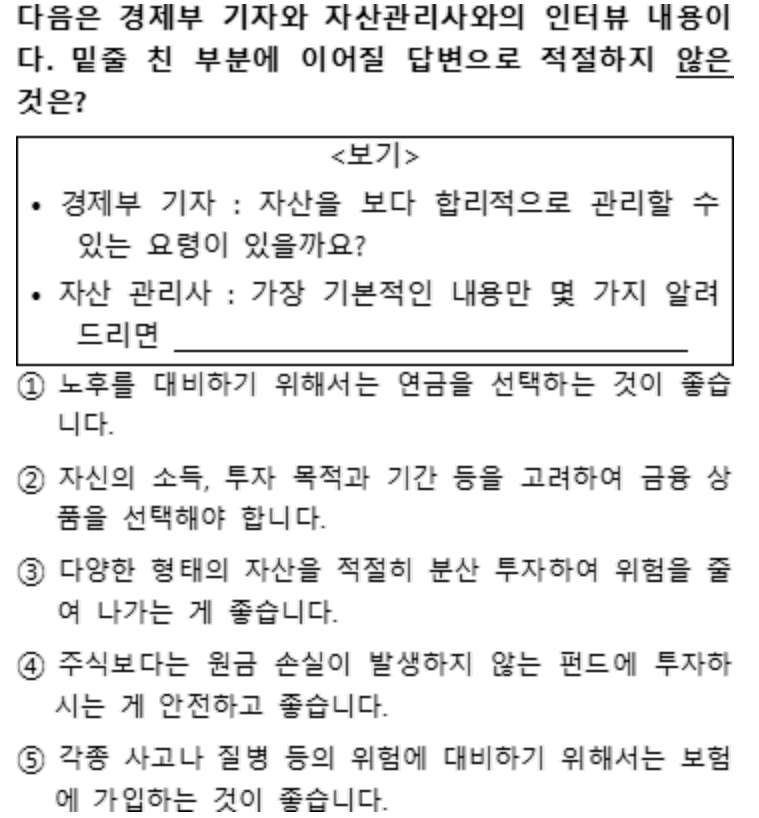 다음은 경제부 기자와 자산관리사와의 인터뷰 내용이
다. 밑줄 친 부분에 이어질 답변으로 적절하지 않은
것은?
<보기>
• 경제부 기자 : 자산을 보다 합리적으로 관리할 수
있는 요령이 있을까요?
• 자산 관리사 : 가장 기본적인 내용만 몇 가지 알려
드리면 ____________________
① 노후를 대비하기 위해서는 연금을 선택하는 것이 좋습
니다.
② 자신의 소득, 투자 목적과 기간 등을 고려하여 금융 상
품을 선택해야 합니다.
③ 다양한 형태의 자산을 적절히 분산 투자하여 위험을 줄
여 나가는 게 좋습니다.
④ 주식보다는 원금 손실이 발생하지 않는 펀드에 투자하
시는 게 안전하고 좋습니다.
⑤ 각종 사고나 질병 등의 위험에 대비하기 위해서는 보험
에 가입하는 것이 좋습니다.